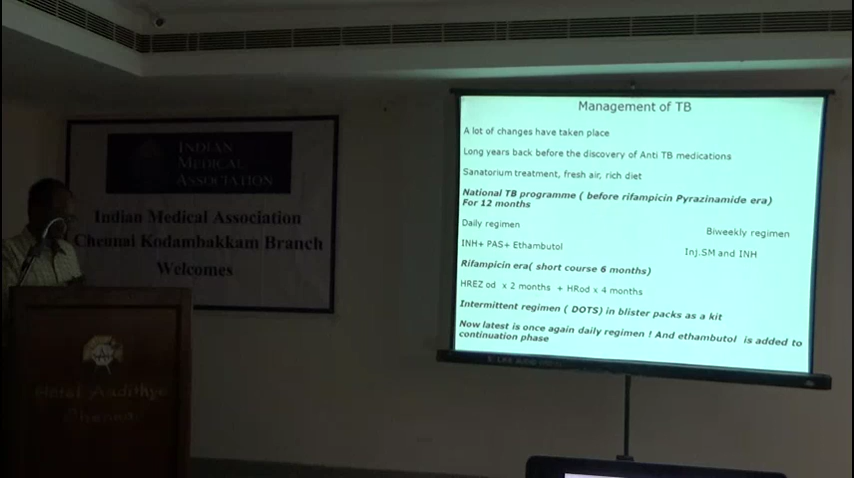 INDIAN
MEDICAL
ASSOCIATION
Indian Medical Association
Chennai Kodambakkam Branch
Welcomes
Hotel Aadithya
Management of TB
A lot of changes have taken place
Long years back before the discovery of Anti TB medications
Sanatorium treatment, fresh air, rich diet
National TB programme ( before rifampicin Pyrazinamide era)
For 12 months
Daily regimen
Biweekly regimen
INH+ PAS+ Ethambutol
Inj.SM and INH
Rifampicin era( short course 6 months)
HREZ od x 2 months + HRod x 4 months
Intermittent regimen ( DOTS) in blister packs as a kit
Now latest is once again daily regimen ! And ethambutol is added to
continuation phase